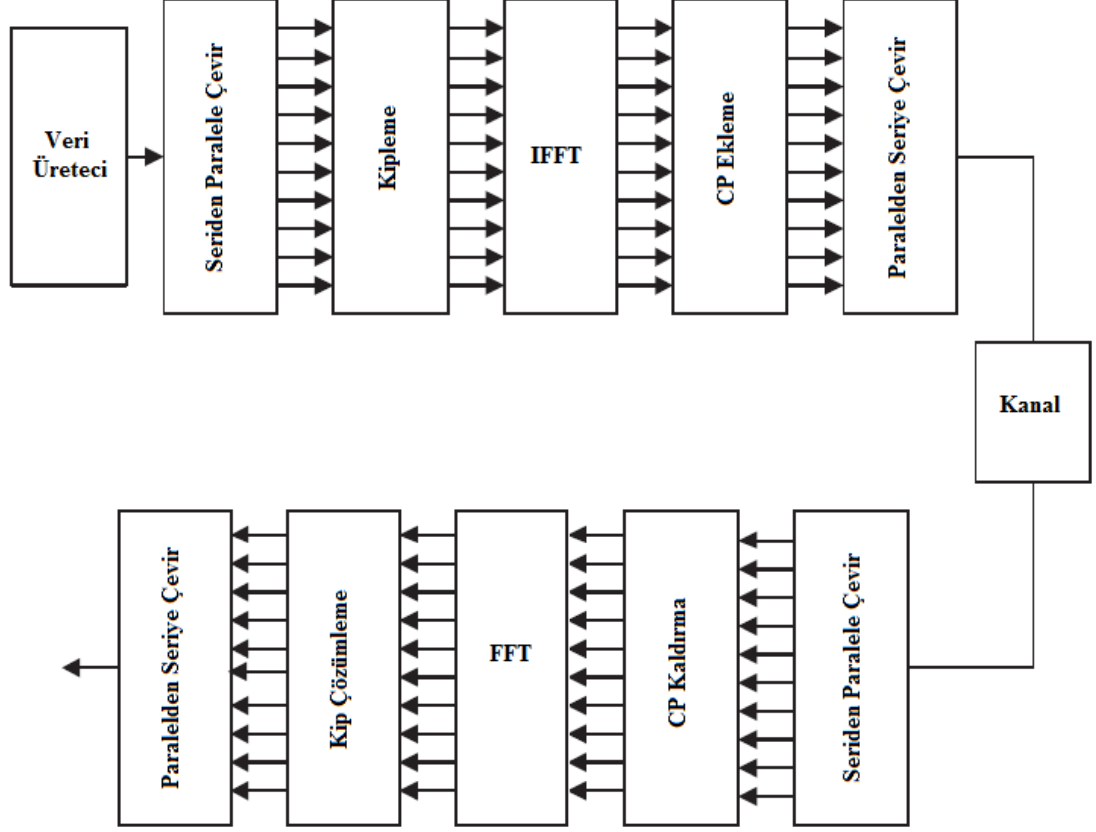 Veri
Üreteci
Seriden Paralele Çevir
Kipleme
IFFT
CP Ekleme
Paralelden Seriye Çevir
Kanal
Paralelden Seriye Çevir
Kip Çözümleme
FFT
CP Kaldırma
Seriden Paralele Çevir